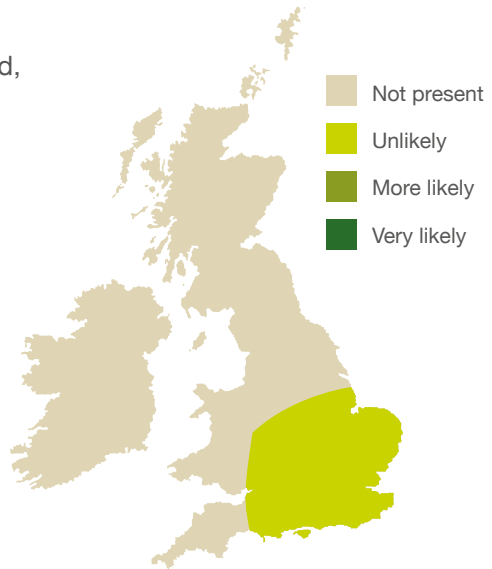 d,
Not present
Unlikely
More likely
Very likely